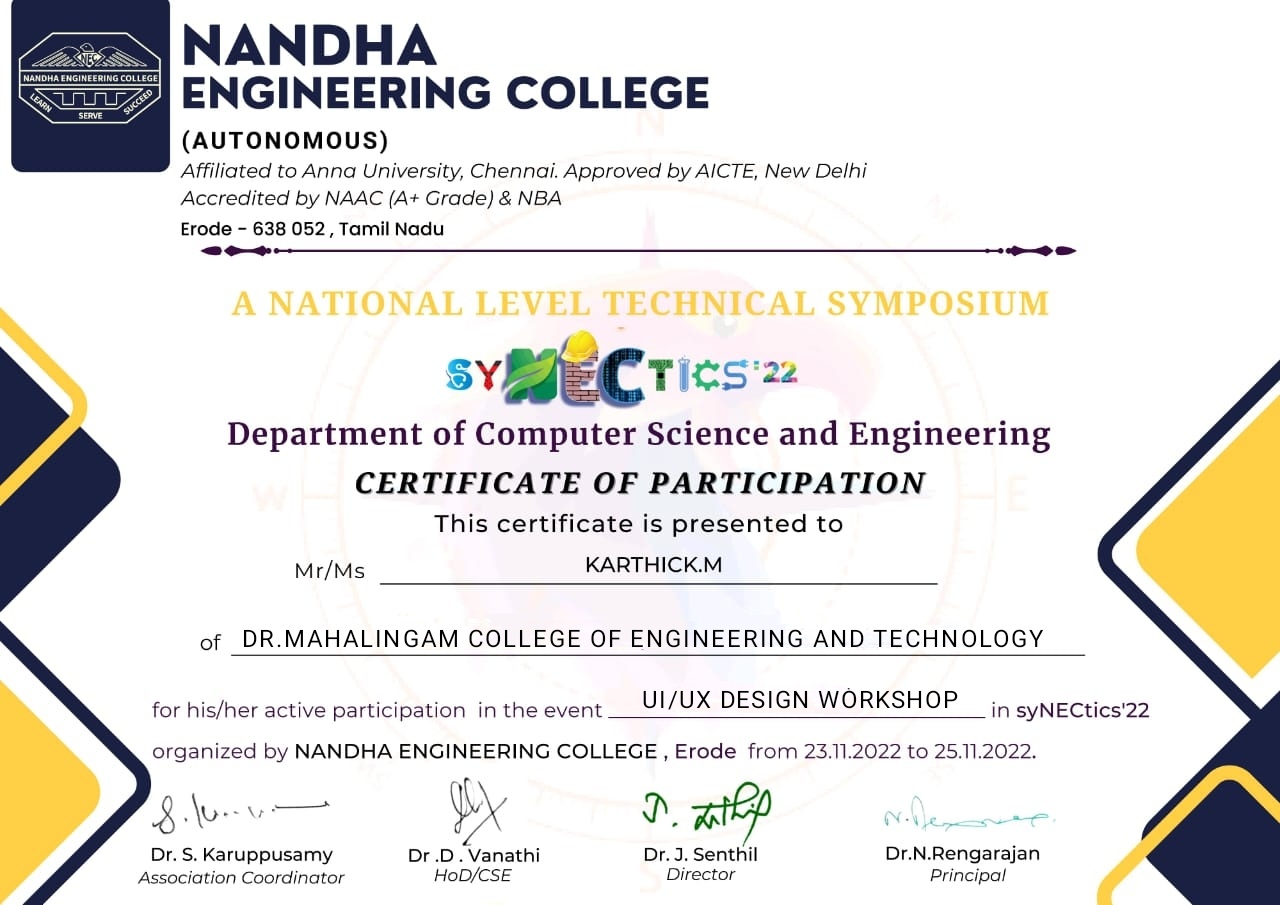 NEC
NANDHA ENGINEERING COLLEGE
LEARN
SERVE
SUCCEED
NANDHA
ENGINEERING COLLEGE
(AUTONOMOUS)
Affiliated to Anna University, Chennai. Approved by AICTE, New Delhi
Accredited by NAAC (A+ Grade) & NBA
Erode - 638 052 , Tamil Nadu
A NATIONAL LEVEL TECHNICAL SYMPOSIUM
SYNECTICS:'22
Department of Computer Science and Engineering
CERTIFICATE OF PARTICIPATION
This certificate is presented to
Mr/Ms KARTHICK.M
of DR.MAHALINGAM COLLEGE OF ENGINEERING AND TECHNOLOGY
for his/her active participation in the event UI/UX DESIGN WORKSHOP in syNECtics'22
organized by NANDHA ENGINEERING COLLEGE , Erode from 23.11.2022 to 25.11.2022.
Dr. S. Karuppusamy Dr .D . Vanathi Dr. J. Senthil Dr.N.Rengarajan
Association Coordinator HoD/CSE Director Principal
N
W
E
S